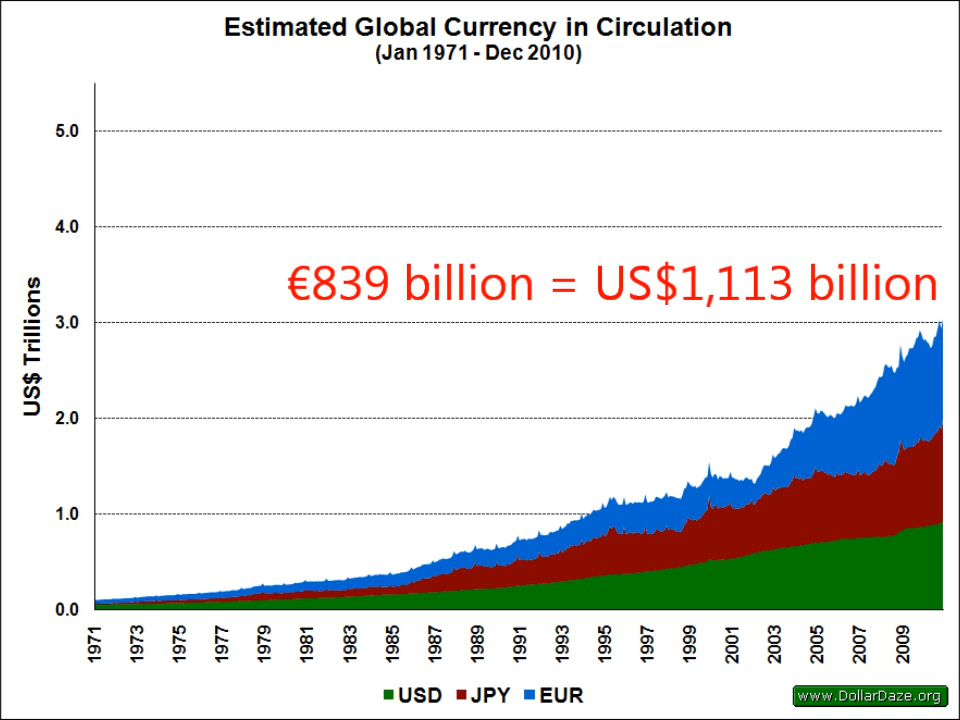 Estimated Global Currency in Circulation
(Jan 1971 - Dec 2010)
5.0
4.0
€839 billion = US$1,113 billion
3.0
2.0
1.0
0.0
US$ Trillions
1971 1973 1975 1977 1979 1981 1983 1985 1987 1989 1991 1993 1995 1997 1999 2001 2003 2005 2007 2009
USD JPY EUR
www.DollarDaze.org